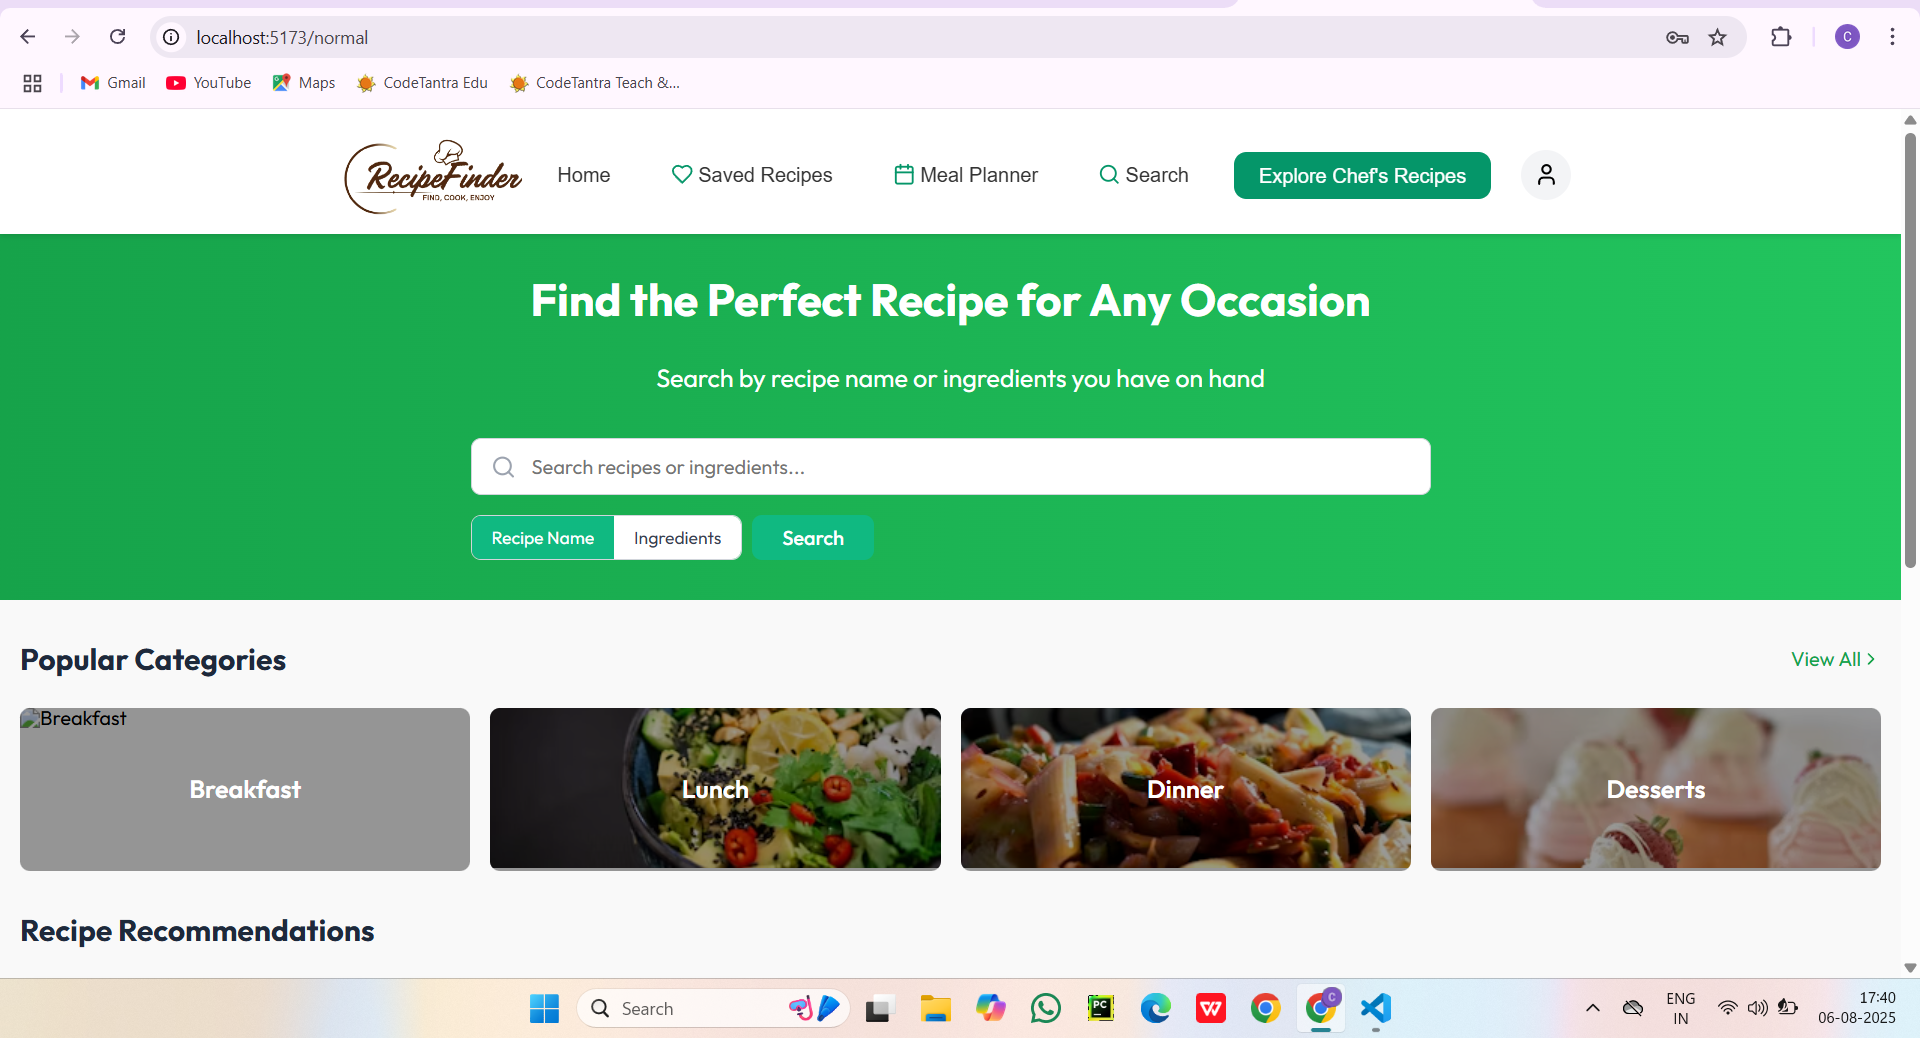 localhost:5173/normal
C
Gmail
YouTube
Maps
CodeTantra Edu
CodeTantra Teach &...
RecipeFinder
FIND, COOK, ENJOY
Home
Saved Recipes
Meal Planner
Search
Explore Chef's Recipes
Find the Perfect Recipe for Any Occasion
Search by recipe name or ingredients you have on hand
Search recipes or ingredients...
Recipe Name
Ingredients
Search
Popular Categories
View All
Breakfast
Breakfast
Lunch
Dinner
Desserts
Recipe Recommendations
Search
PC
W
C
ENG
IN
17:40
06-08-2025